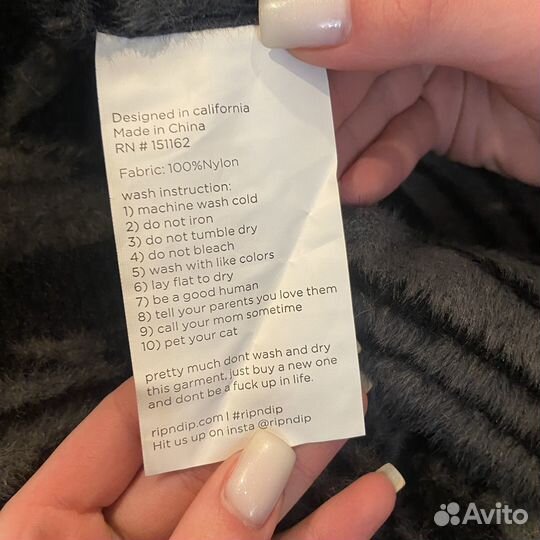 Designed in california
Made in China
RN # 151162
Fabric: 100%Nylon
wash instruction:
1) machine wash cold
2) do not iron
3) do not tumble dry
4) do not bleach
5) wash with like colors
6) lay flat to dry
7) be a good human
8) tell your parents you love them
9) call your mom sometime
10) pet your cat
pretty much dont wash and dry
this garment, just buy a new one
and dont be a fuck up in life.
ripndip.com | #ripndip
Hit us up on insta @ripndip
Avito